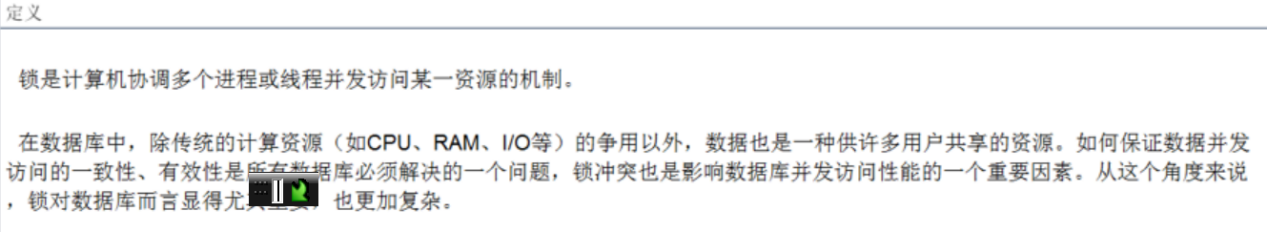 定义
锁是计算机协调多个进程或线程并发访问某一资源的机制。
在数据库中，除传统的计算资源（如CPU、RAM、I/O等）的争用以外，数据也是一种供许多用户共享的资源。如何保证数据并发
访问的一致性、有效性是所有数据库必须解决的一个问题，锁冲突也是影响数据库并发访问性能的一个重要因素。从这个角度来说
，锁对数据库而言显得尤其重要，也更加复杂。